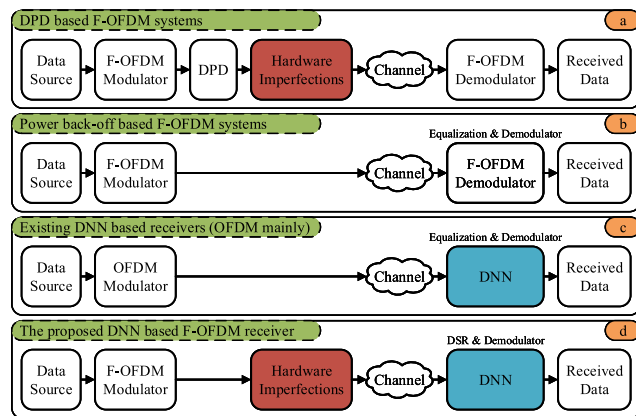 DPD based F-OFDM systems
a
Data Source
F-OFDM Modulator
DPD
Hardware Imperfections
Channel
F-OFDM Demodulator
Received Data
Power back-off based F-OFDM systems
b
Equalization & Demodulator
Data Source
F-OFDM Modulator
Channel
F-OFDM Demodulator
Received Data
Existing DNN based receivers (OFDM mainly)
c
Equalization & Demodulator
Data Source
OFDM Modulator
Channel
DNN
Received Data
The proposed DNN based F-OFDM receiver
d
DSR & Demodulator
Data Source
F-OFDM Modulator
Hardware Imperfections
Channel
DNN
Received Data